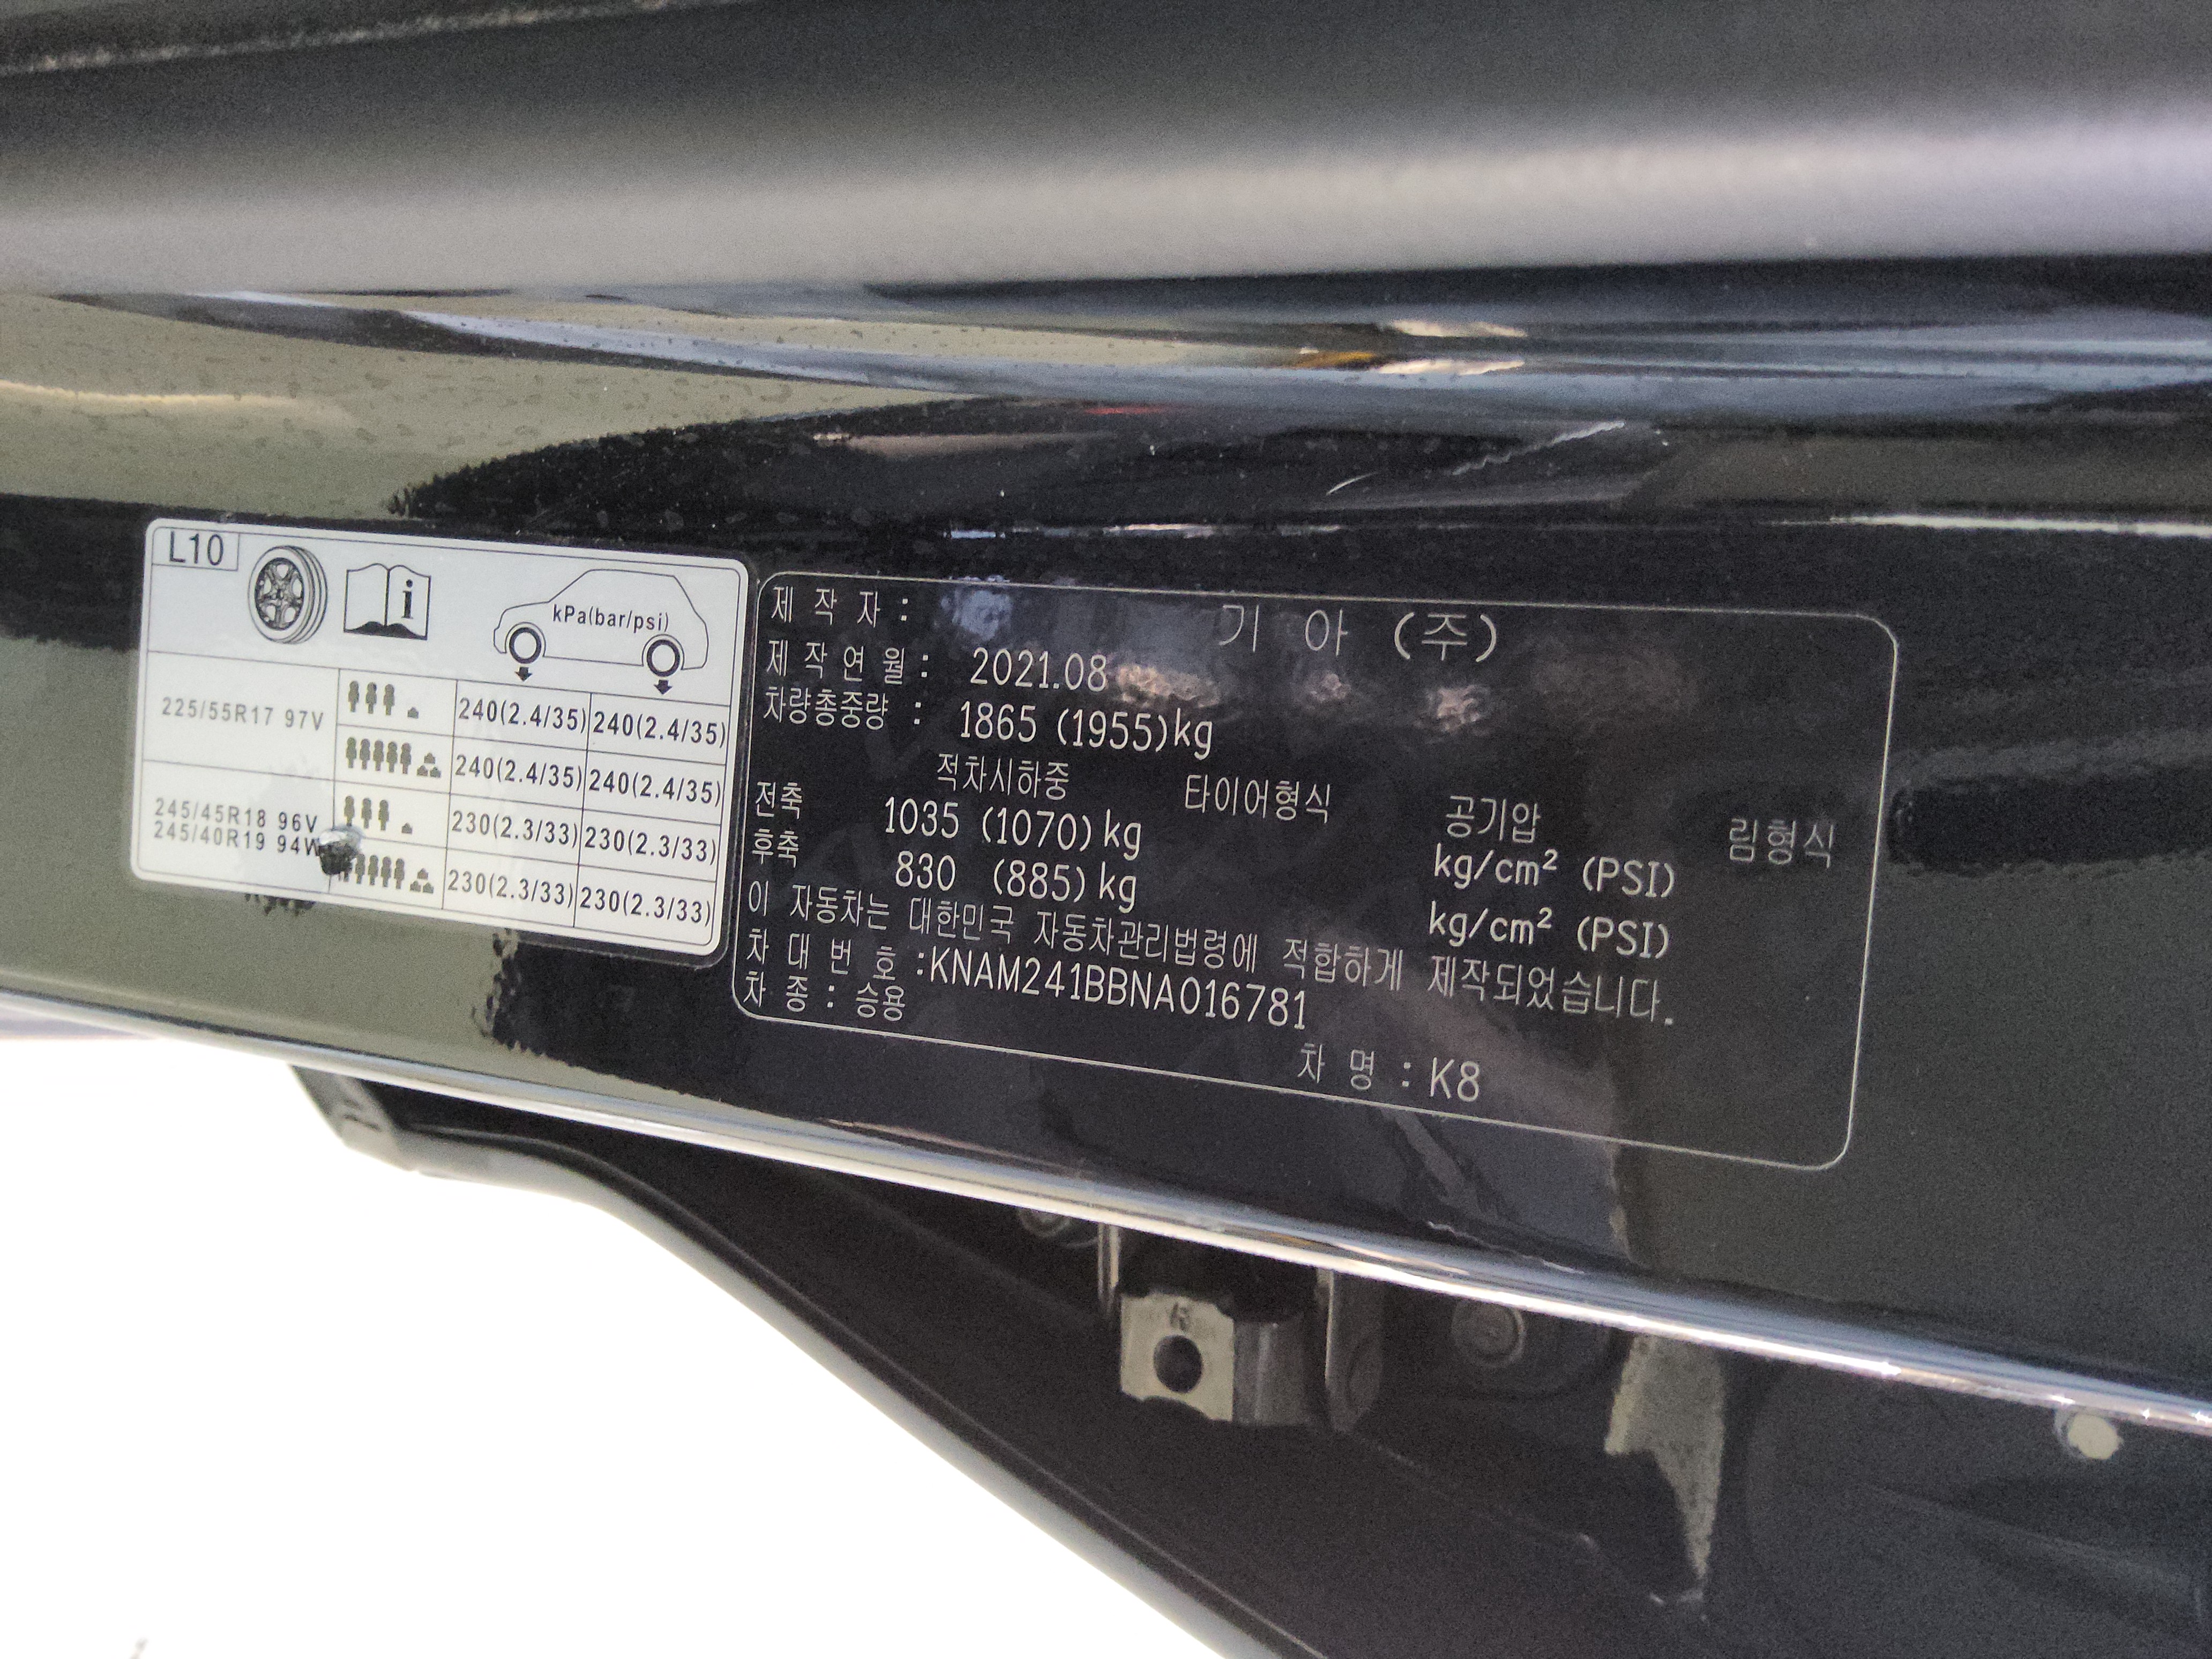 L10
i
kPa(bar/psi)
225/55R17 97V
240(2.4/35) 240(2.4/35)
240(2.4/35) 240(2.4/35)
245/45R18 96V
245/40R19 94W
230(2.3/33) 230(2.3/33)
230(2.3/33) 230(2.3/33)
제 작 자 : 기 아 (주)
제 작 연 월 : 2021.08
차량총중량 : 1865 (1955)kg
적차시하중 타이어형식 공기압 림형식
전축 1035 (1070) kg kg/cm² (PSI)
후축 830 (885) kg kg/cm² (PSI)
이 자동차는 대한민국 자동차관리법령에 적합하게 제작되었습니다.
차 대 번 호 :KNAM241BBNA016781
차 종 : 승용 차 명 : K8